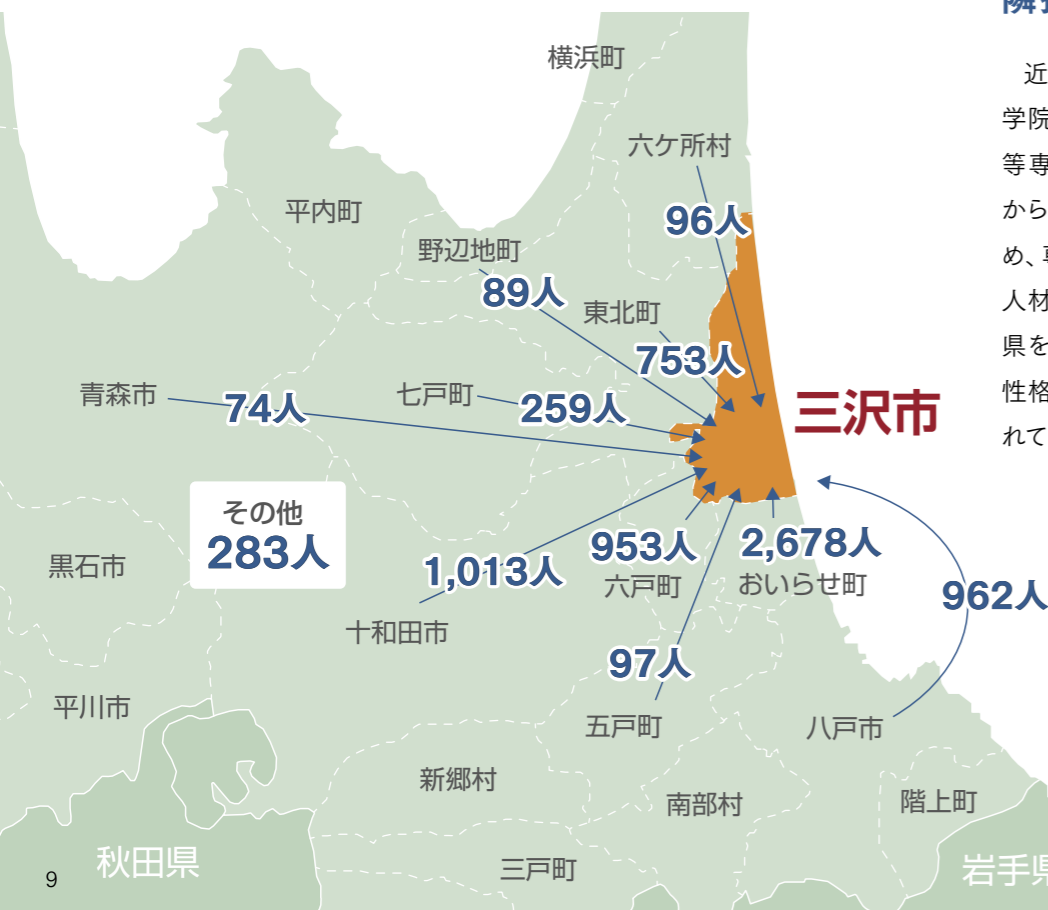 横浜町
六ケ所村
96人
平内町
野辺地町
89人
東北町
753人
青森市
74人
七戸町
259人
三沢市
その他
283人
黒石市
1,013人
十和田市
953人
六戸町
2,678人
おいらせ町
962人
97人
五戸町
八戸市
平川市
新郷村
南部村
階上町
三戸町
秋田県
岩手県
9
隣
近
学院
等専
から
め、
人材
県を
性格
れて